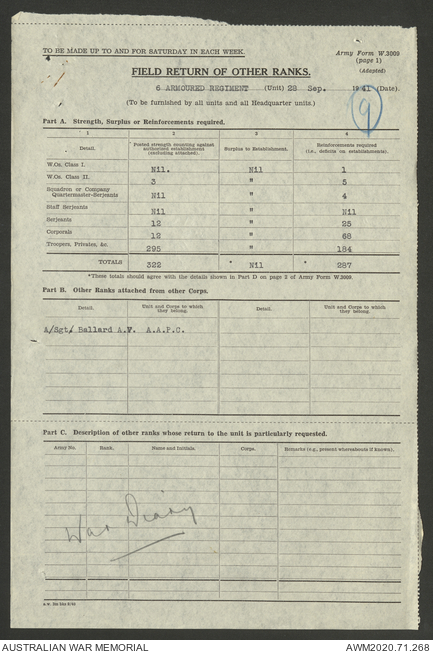 TO BE MADE UP TO AND FOR SATURDAY IN EACH WEEK. Army Form W.3009
(page 1)
(Adapted)
FIELD RETURN OF OTHER RANKS.
6 ARMOURED REGIMENT (Unit) 28 Sep. 1941 (Date).
(To be furnished by all units and all Headquarter units.)
9
Part A. Strength, Surplus or Reinforcements required.
1 2 3 4
Detail. Posted strength counting against authorized establishment (excluding attached). Surplus to Establishment. Reinforcements required (i.e., deficits on establishments).
W.Os. Class I. Nil. Nil 1
W.Os. Class II. 3 " 5
Squadron or Company
Quartermaster-Serjeants Nil " 4
Staff Serjeants Nil " Nil
Serjeants 12 " 25
Corporals 12 " 68
Troopers, Privates, &c. 295 " 184
TOTALS 322 * Nil * 287
*These totals should agree with the details shown in Part D on page 2 of Army Form W.3009.
Part B. Other Ranks attached from other Corps.
Detail. Unit and Corps to which they belong. Detail. Unit and Corps to which they belong.
A/Sgt/ Ballard A.F. A.A.P.C.
Part C. Description of other ranks whose return to the unit is particularly requested.
Army No. Rank. Name and Initials. Corps. Remarks (e.g., present whereabouts if known).
War Diary
AUSTRALIAN WAR MEMORIAL AWM2020.71.268